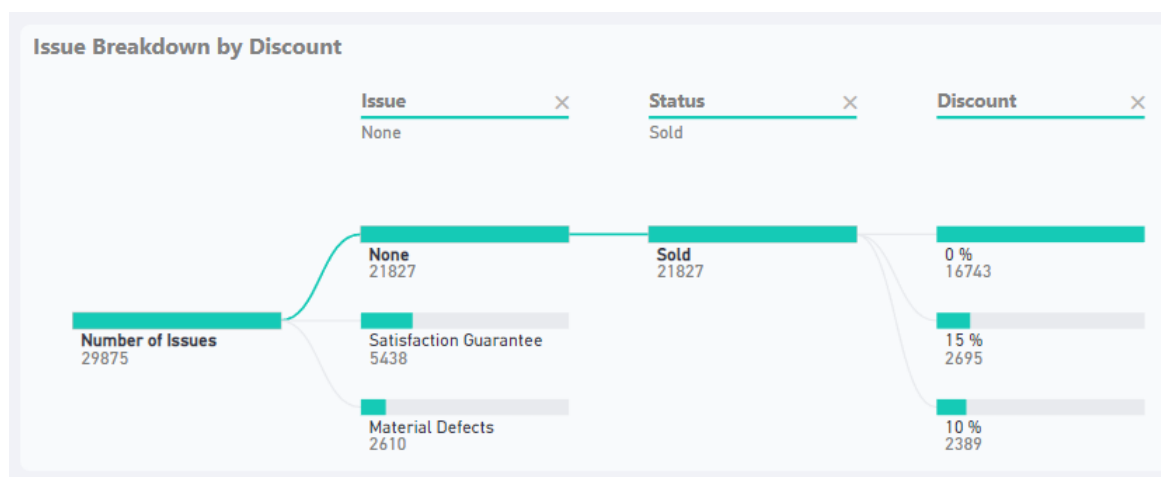 Issue Breakdown by Discount
Issue ×
Status ×
Discount ×
None
Sold
None
21827
Sold
21827
0 %
16743
Number of Issues
29875
Satisfaction Guarantee
5438
15 %
2695
Material Defects
2610
10 %
2389